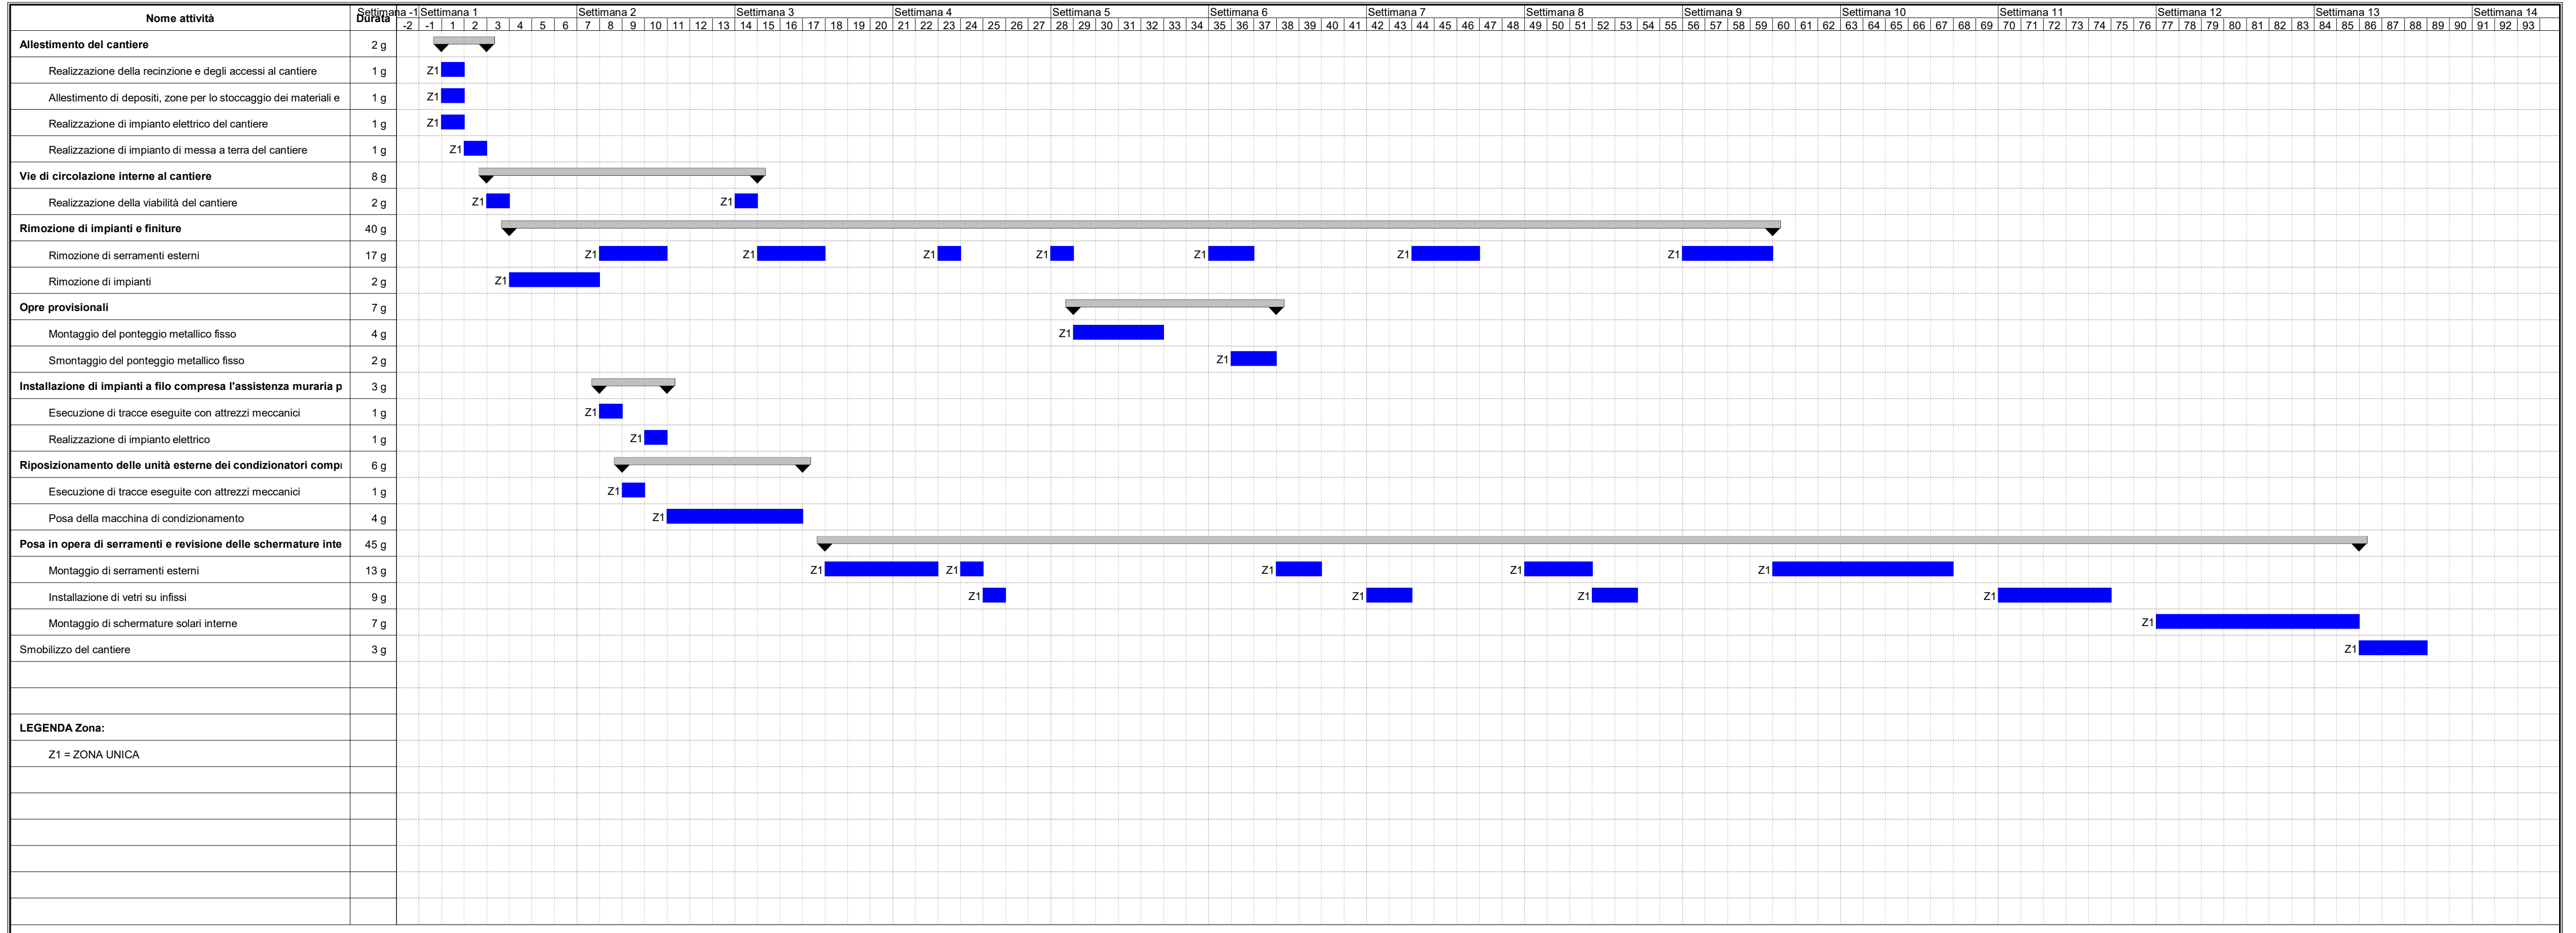 Nome attività Durata Settimana -1 Settimana 1 Settimana 2 Settimana 3 Settimana 4 Settimana 5 Settimana 6 Settimana 7 Settimana 8 Settimana 9 Settimana 10 Settimana 11 Settimana 12 Settimana 13 Settimana 14
-2 -1 1 2 3 4 5 6 7 8 9 10 11 12 13 14 15 16 17 18 19 20 21 22 23 24 25 26 27 28 29 30 31 32 33 34 35 36 37 38 39 40 41 42 43 44 45 46 47 48 49 50 51 52 53 54 55 56 57 58 59 60 61 62 63 64 65 66 67 68 69 70 71 72 73 74 75 76 77 78 79 80 81 82 83 84 85 86 87 88 89 90 91 92 93
Allestimento del cantiere 2 g
Realizzazione della recinzione e degli accessi al cantiere 1 g Z1
Allestimento di depositi, zone per lo stoccaggio dei materiali e 1 g Z1
Realizzazione di impianto elettrico del cantiere 1 g Z1
Realizzazione di impianto di messa a terra del cantiere 1 g Z1
Vie di circolazione interne al cantiere 8 g
Realizzazione della viabilità del cantiere 2 g Z1 Z1
Rimozione di impianti e finiture 40 g
Rimozione di serramenti esterni 17 g Z1 Z1 Z1 Z1 Z1 Z1 Z1
Rimozione di impianti 2 g Z1
Opre provisionali 7 g
Montaggio del ponteggio metallico fisso 4 g Z1
Smontaggio del ponteggio metallico fisso 2 g Z1
Installazione di impianti a filo compresa l'assistenza muraria p 3 g
Esecuzione di tracce eseguite con attrezzi meccanici 1 g Z1
Realizzazione di impianto elettrico 1 g Z1
Riposizionamento delle unità esterne dei condizionatori compr 6 g
Esecuzione di tracce eseguite con attrezzi meccanici 1 g Z1
Posa della macchina di condizionamento 4 g Z1
Posa in opera di serramenti e revisione delle schermature inte 45 g
Montaggio di serramenti esterni 13 g Z1 Z1 Z1 Z1 Z1
Installazione di vetri su infissi 9 g Z1 Z1 Z1 Z1
Montaggio di schermature solari interne 7 g Z1
Smobilizzo del cantiere 3 g Z1
LEGENDA Zona:
Z1 = ZONA UNICA